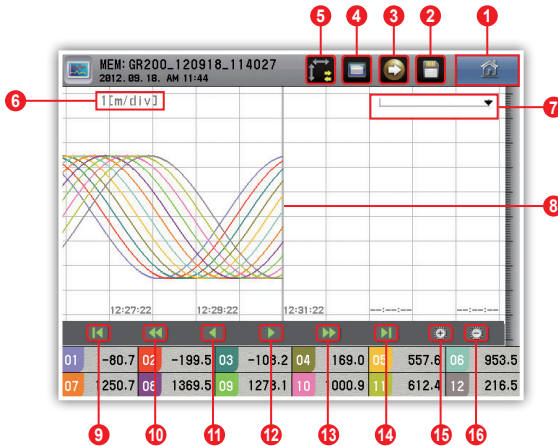 5 4 3 2 1
MEM: GR200_120918_114027
2012.09.18. AM 11:44
6 1[m/div] 7
8
12:27:22 12:29:22 12:31:22 --:--:-- --:--:--
01 -80.7 02 -199.5 03 -108.2 04 169.0 05 557.6 06 953.5
07 1250.7 08 1369.5 09 1278.1 10 1000.9 11 612.4 12 216.5
9 10 11 12 13 14 15 16